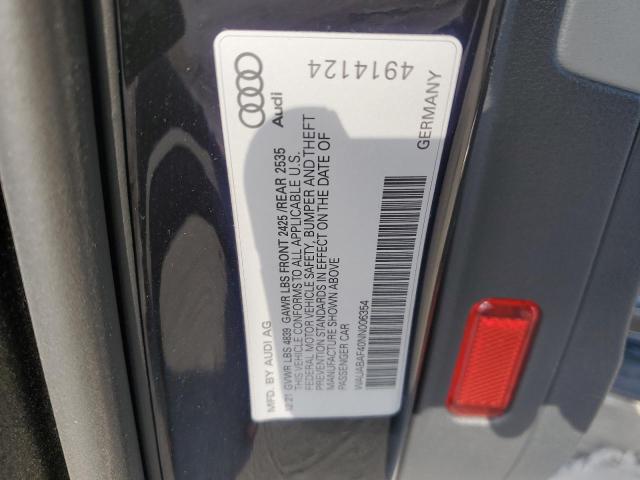 Audi
4914124
MFD. BY AUDI AG
GVWR LBS 4839 GAWR LBS FRONT 2425/REAR 2535
THIS VEHICLE CONFORMS TO ALL APPLICABLE U.S.
FEDERAL MOTOR VEHICLE SAFETY, BUMPER AND THEFT
PREVENTION STANDARDS IN EFFECT ON THE DATE OF
MANUFACTURE SHOWN ABOVE
PASSENGER CAR
WAUABAF40NN006354
GERMANY